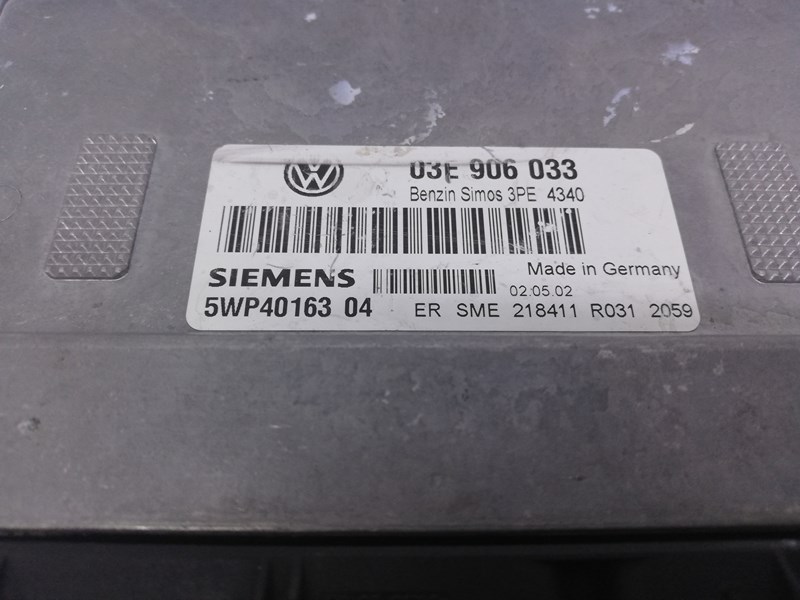 03E 906 033
Benzin Simos 3PE 4340
SIEMENS
Made in Germany
02.05.02
5WP40163 04
ER SME 218411 R031 2059